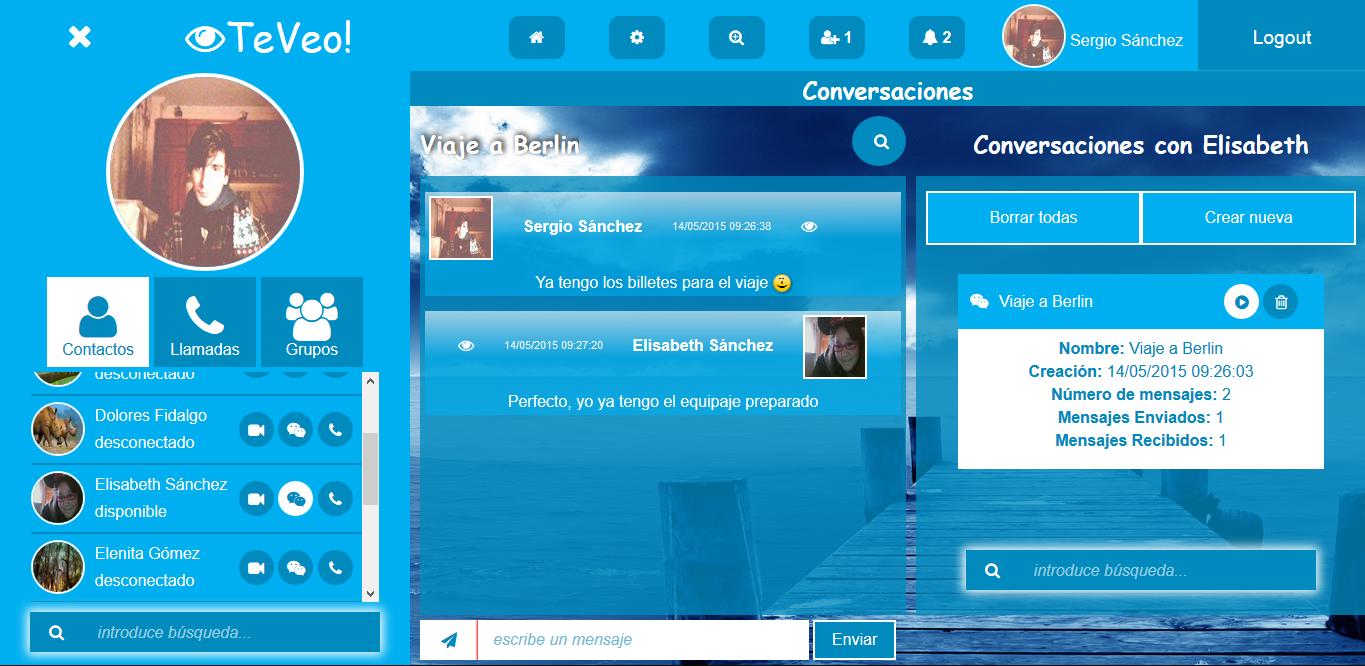 TeVeo!
1
2
Sergio Sánchez
Logout
Contactos
Llamadas
Grupos
desconectado
Dolores Fidalgo
desconectado
Elisabeth Sánchez
disponible
Elenita Gómez
desconectado
introduce búsqueda...
Conversaciones
Viaje a Berlin
Sergio Sánchez 14/05/2015 09:26:38
Ya tengo los billetes para el viaje
14/05/2015 09:27:20 Elisabeth Sánchez
Perfecto, yo ya tengo el equipaje preparado
escribe un mensaje
Enviar
Conversaciones con Elisabeth
Borrar todas
Crear nueva
Viaje a Berlin
Nombre: Viaje a Berlin
Creación: 14/05/2015 09:26:03
Número de mensajes: 2
Mensajes Enviados: 1
Mensajes Recibidos: 1
introduce búsqueda...